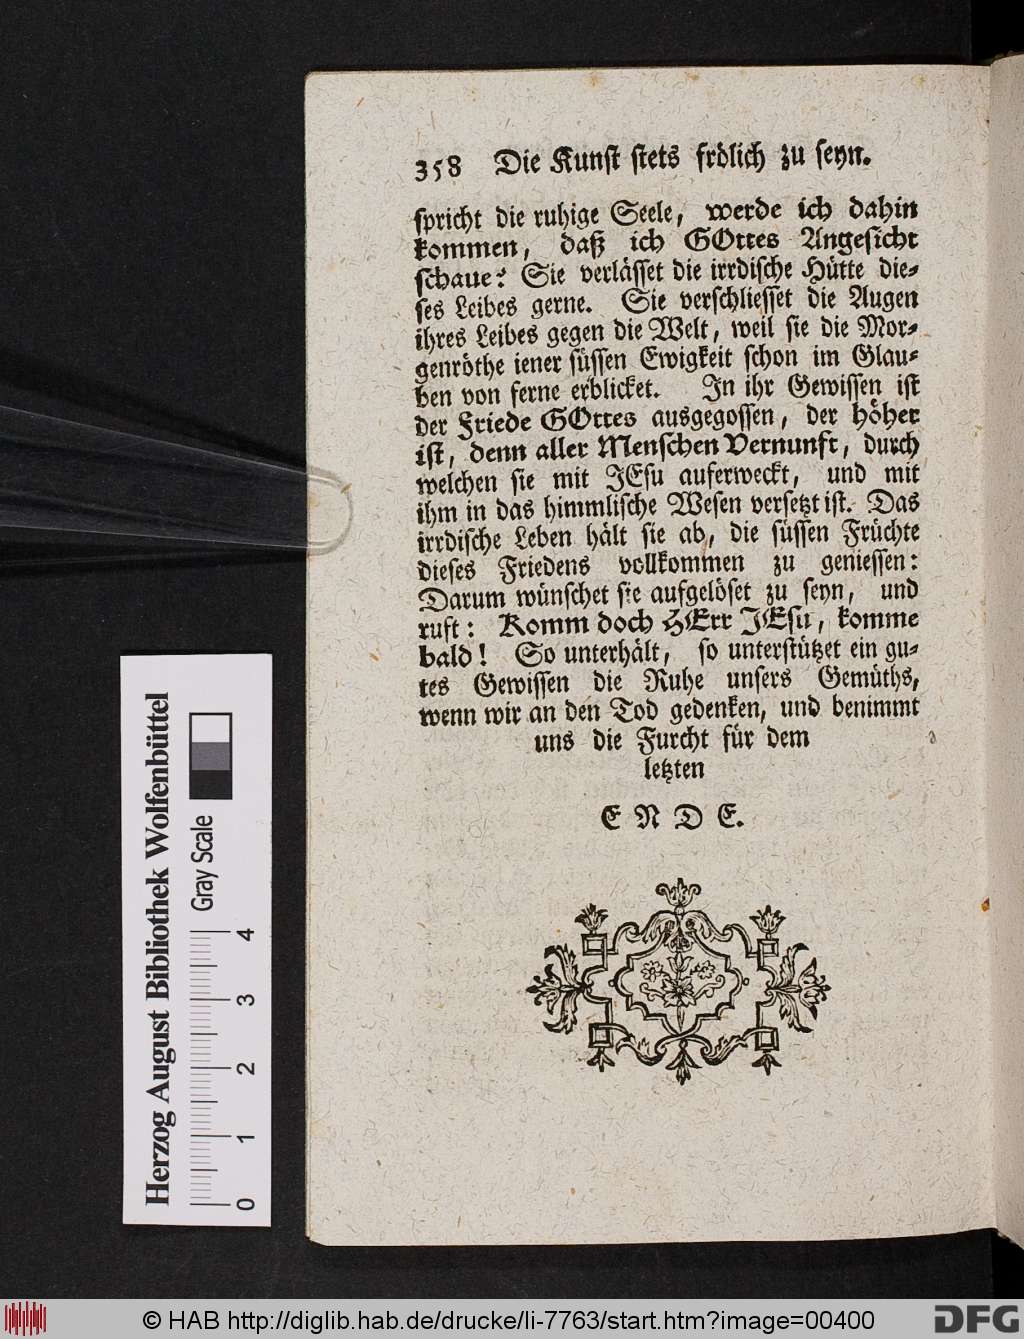 358 Die Kunst stets frölich zu seyn.
spricht die ruhige Seele, werde ich dahin
kommen, daß ich GOttes Angesicht
schaue? Sie verlässet die irrdische Hütte die-
ses Leibes gerne. Sie verschliesset die Augen
ihres Leibes gegen die Welt, weil sie die Mor-
genröthe iener süssen Ewigkeit schon im Glau-
ben von ferne erblicket. In ihr Gewissen ist
der Friede GOttes ausgegossen, der höher
ist, denn aller Menschen Vernunft, durch
welchen sie mit JEsu auferweckt, und mit
ihm in das himmlische Wesen versetzt ist. Das
irrdische Leben hält sie ab, die süssen Früchte
dieses Friedens vollkommen zu geniessen:
Darum wünschet sie aufgelöset zu seyn, und
ruft: Komm doch HErr JEsu, komme
bald! So unterhält, so unterstützet ein gu-
tes Gewissen die Ruhe unsers Gemüths,
wenn wir an den Tod gedenken, und benimmt
uns die Furcht für dem
letzten
E N D E.
Herzog August Bibliothek Wolfenbüttel
Gray Scale
0 1 2 3 4
© HAB http://diglib.hab.de/drucke/li-7763/start.htm?image=00400
DFG